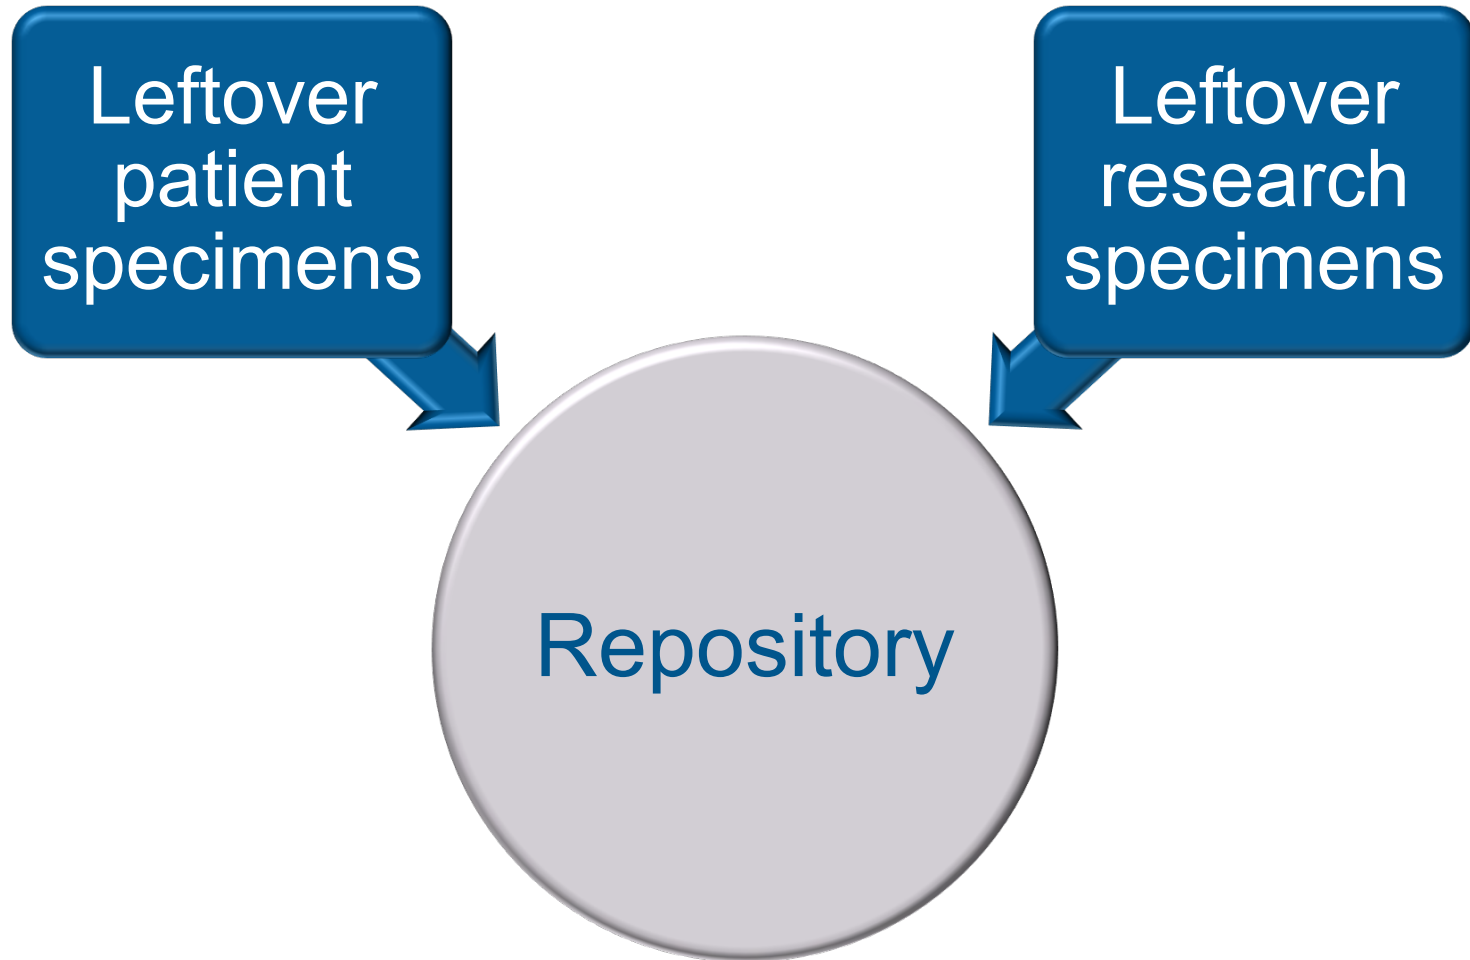 Leftover
patient
specimens
Leftover
research
specimens
Repository